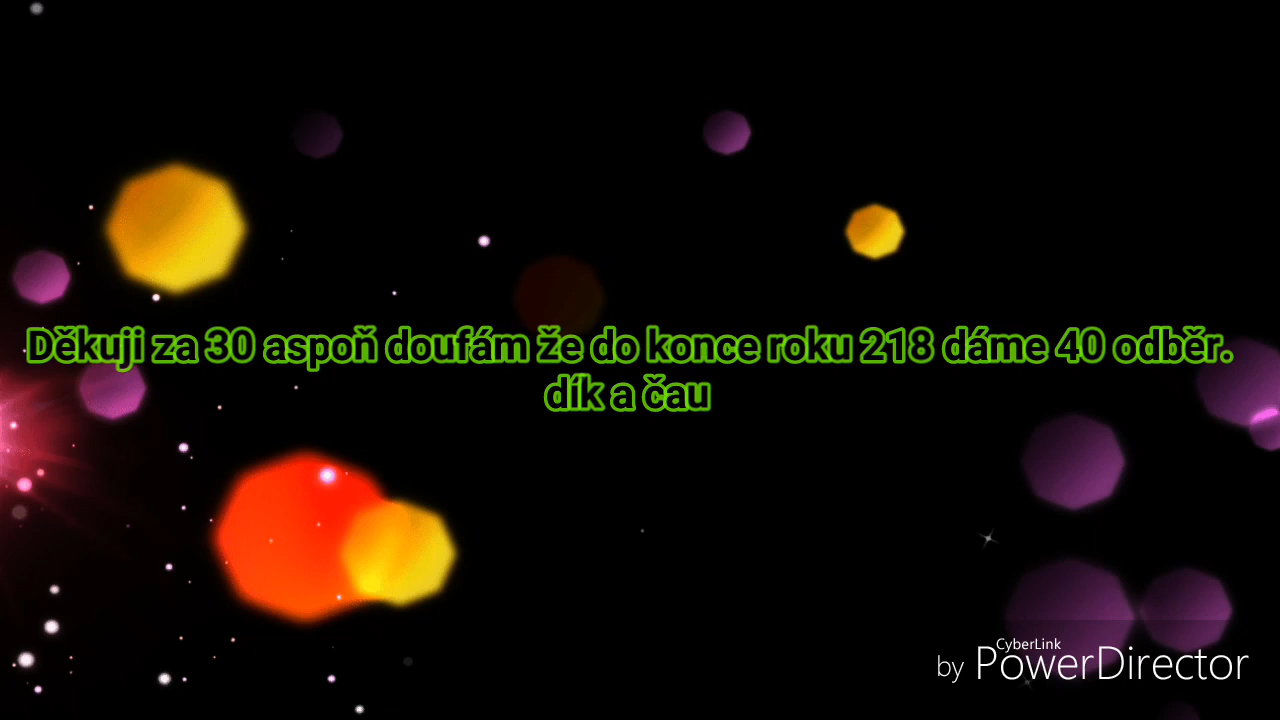 Děkuji za 30 aspoň doufám že do konce roku 218 dáme 40 odběr.
dík a čau
CyberLink
by PowerDirector